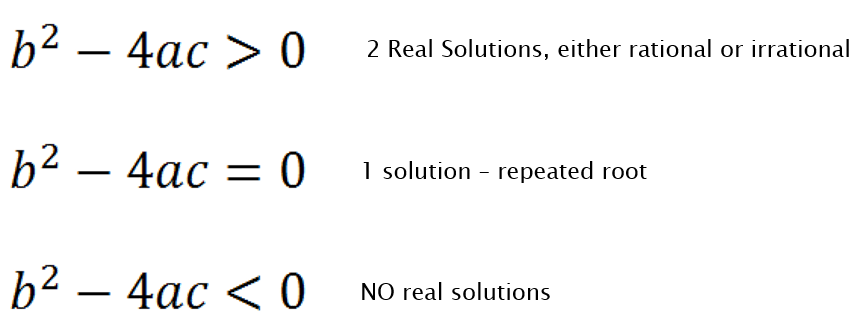 b² − 4ac > 0 2 Real Solutions, either rational or irrational
b² − 4ac = 0 1 solution – repeated root
b² − 4ac < 0 NO real solutions